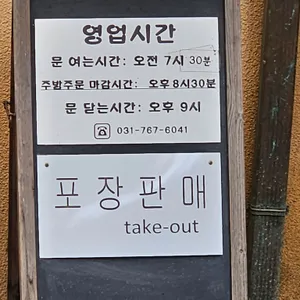 영업시간
문 여는시간: 오전 7시 30분
주방주문 마감시간: 오후 8시30분
문 닫는시간: 오후 9시
☎ 031-767-6041
포장판매
take-out